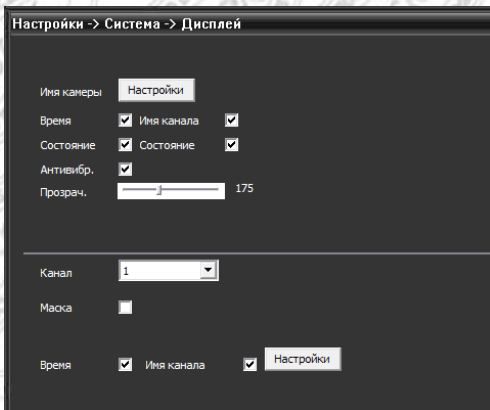 Настройки -> Система -> Дисплей
Имя камеры Настройки
Время Имя канала
Состояние Состояние
Антивибр.
Прозрач. 175
Канал 1
Маска
Время Имя канала Настройки